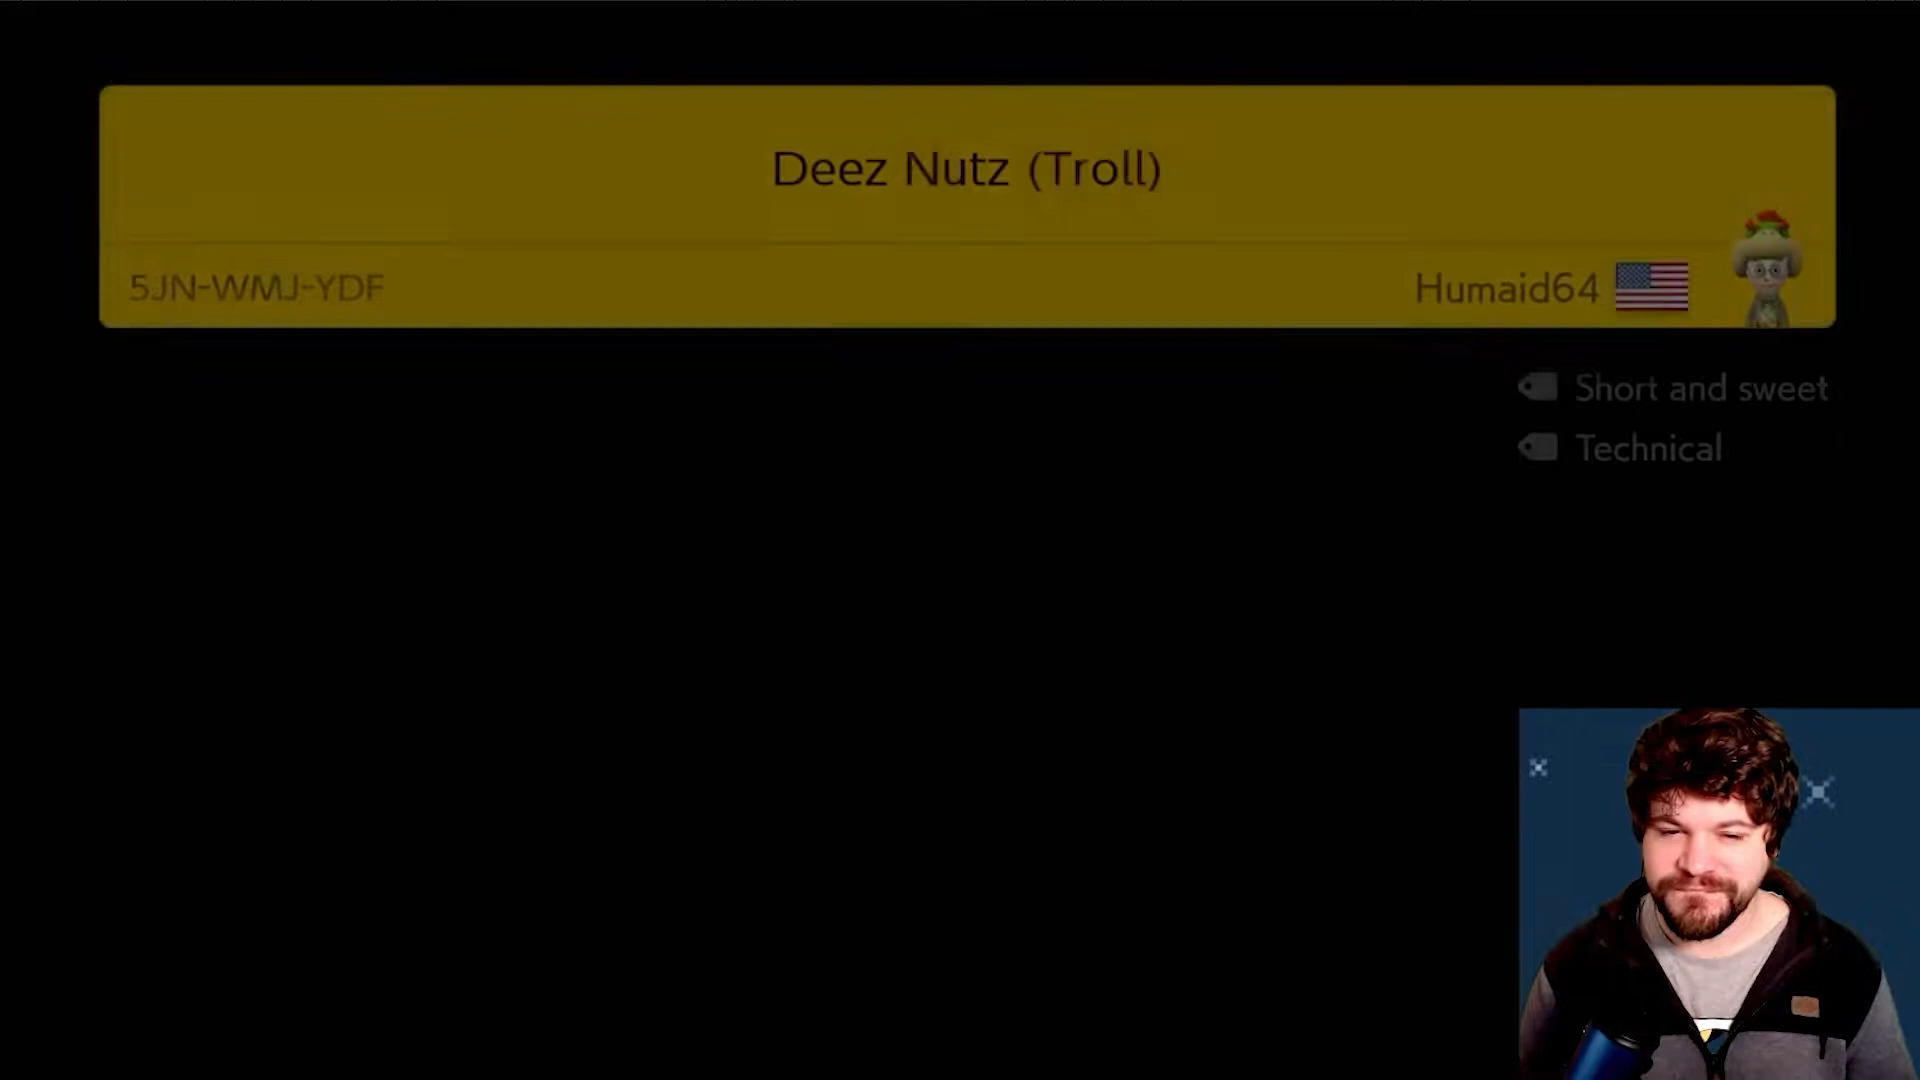 Deez Nutz (Troll)
5JN-WMJ-YDF
Humaid64
Short and sweet
Technical